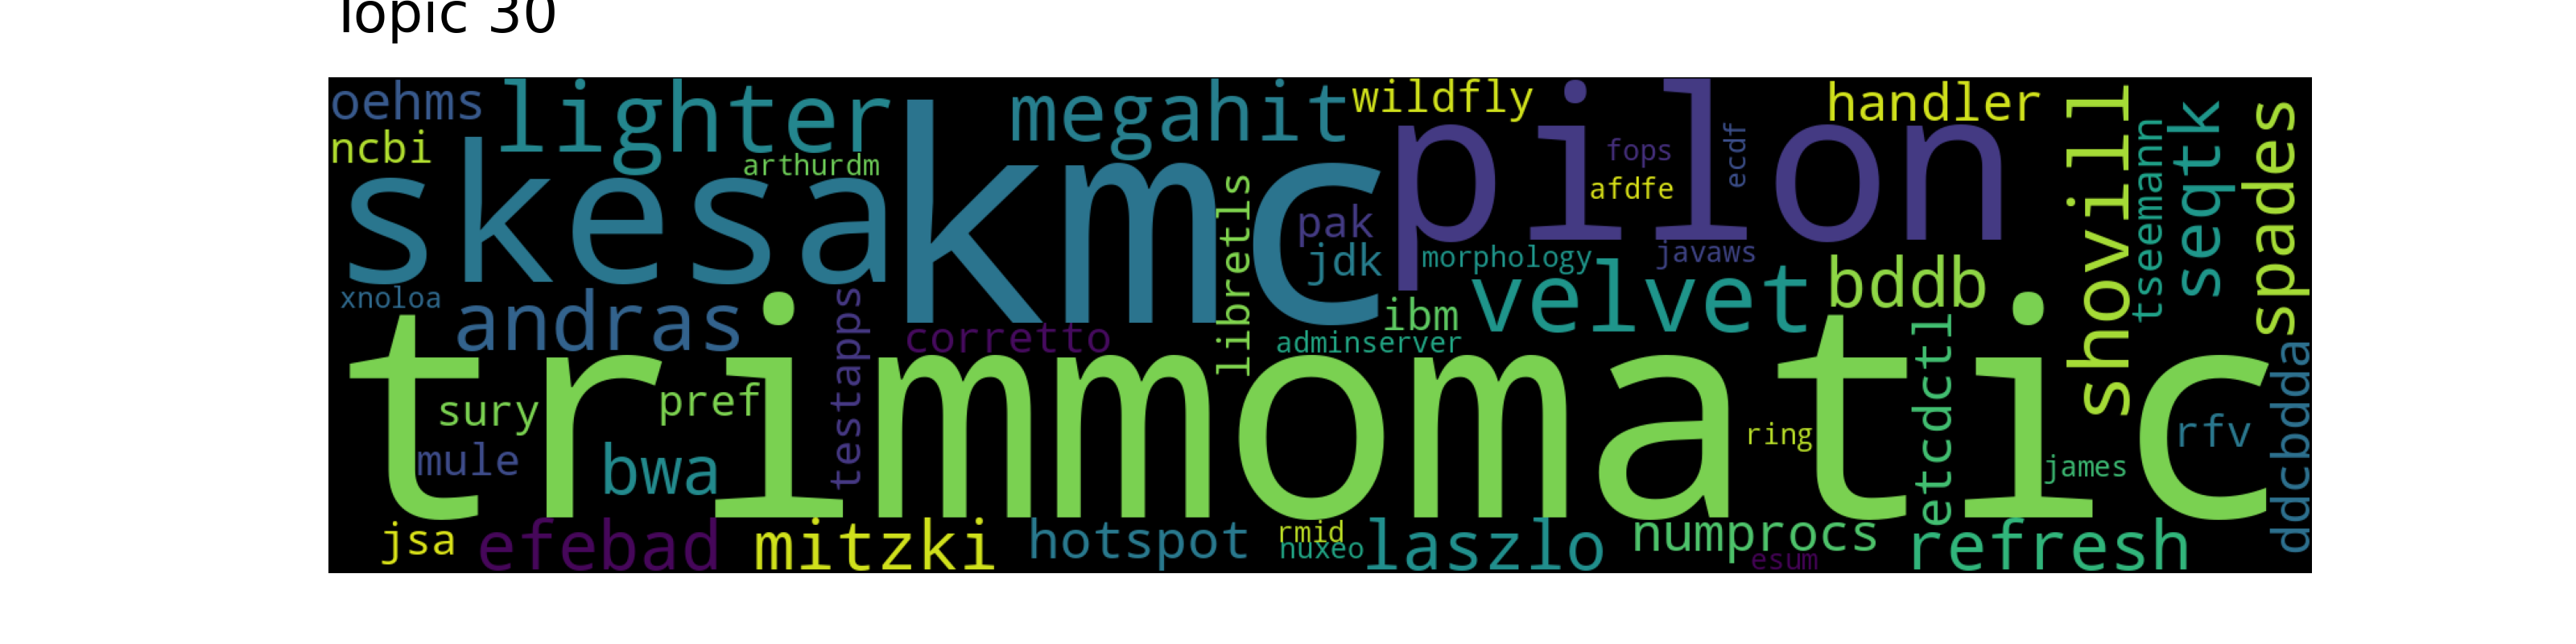 Topic 30
oehms
lighter
megahit
wildfly
handler
ncbi
arthurdm
skesa
kmc
pilon
fops
ecdf
afdfe
shovill
tseemann
seqtk
spades
libretls
pak
jdk
morphology
javaws
xnoloa
andras
testapps
corretto
ibm
adminserver
velvet
bddb
trimmomatic
sury
pref
mule
bwa
ring
etcdctl
james
rfv
ddcbodda
jsa
efebad
mitzki
hotspot
rmid
nuxeo
laszlo
numprocs
esum
refresh